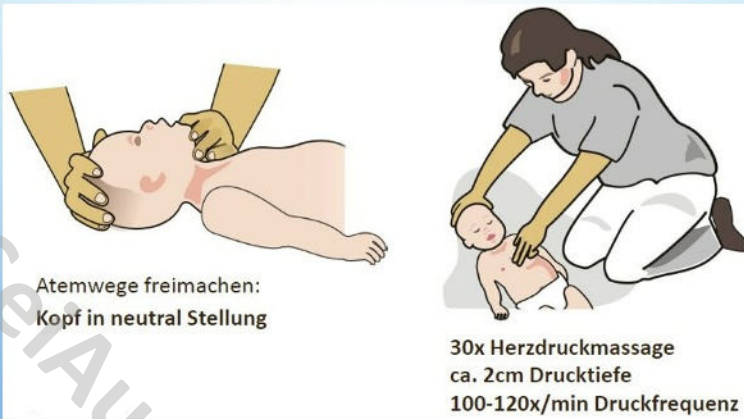 Atemwege freimachen:
Kopf in neutral Stellung
30x Herzdruckmassage
ca. 2cm Drucktiefe
100-120x/min Druckfrequenz